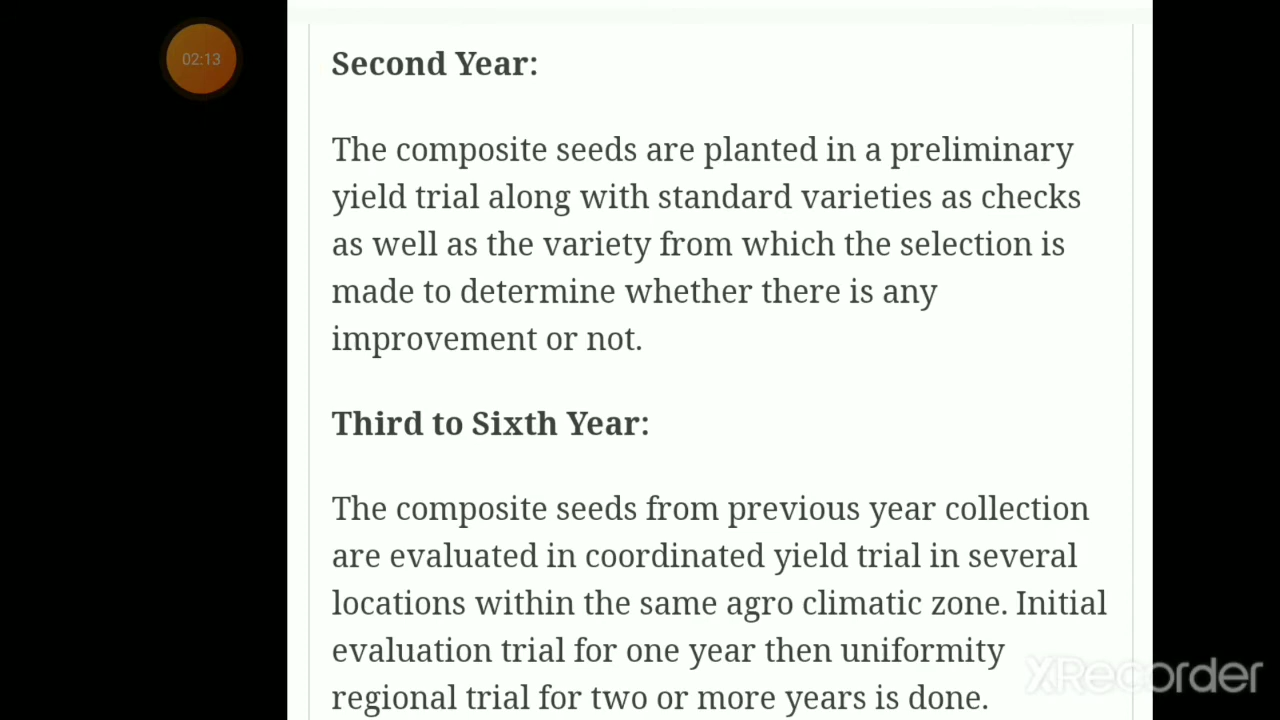 02:13
Second Year:
The composite seeds are planted in a preliminary
yield trial along with standard varieties as checks
as well as the variety from which the selection is
made to determine whether there is any
improvement or not.
Third to Sixth Year:
The composite seeds from previous year collection
are evaluated in coordinated yield trial in several
locations within the same agro climatic zone. Initial
evaluation trial for one year then uniformity
regional trial for two or more years is done.
XRecorder